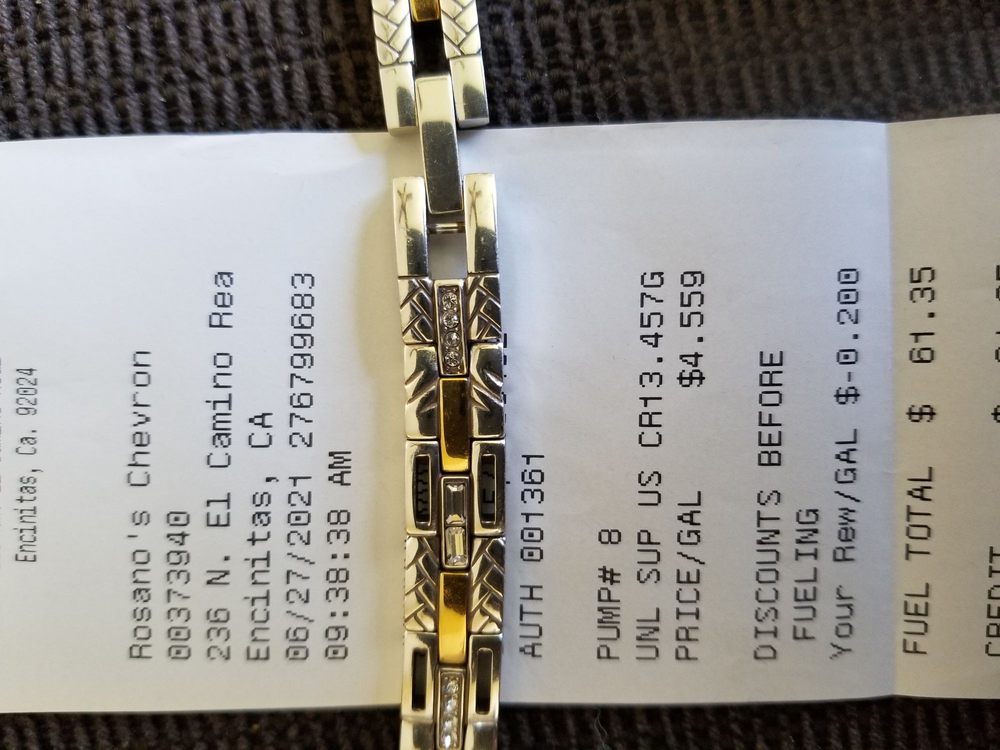 Encinitas, Ca. 92024
Rosano's Chevron
00373940
236 N. El Camino Rea
Encinitas, CA
06/27/2021 276799683
09:38:38 AM
AUTH 001361
PUMP# 8
UNL SUP US CR13.457G
PRICE/GAL $4.559
DISCOUNTS BEFORE
FUELING
Your Rew/GAL $-0.200
FUEL TOTAL $ 61.35
CREDIT